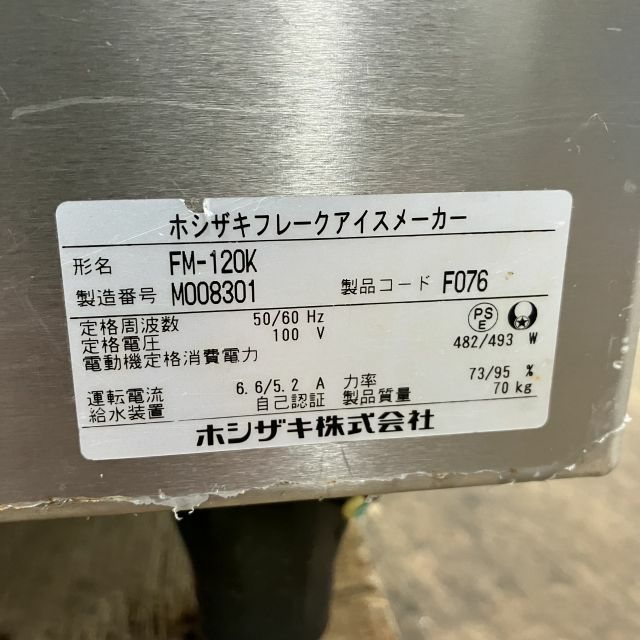 ホシザキフレークアイスメーカー
形名 FM-120K
製造番号 M008301 製品コード F076
定格周波数 50/60 Hz
定格電圧 100 V
PS E
電動機定格消費電力 482/493 W
運転電流 6.6/5.2 A 力率 73/95 %
給水装置 自己認証 製品質量 70 kg
ホシザキ株式会社